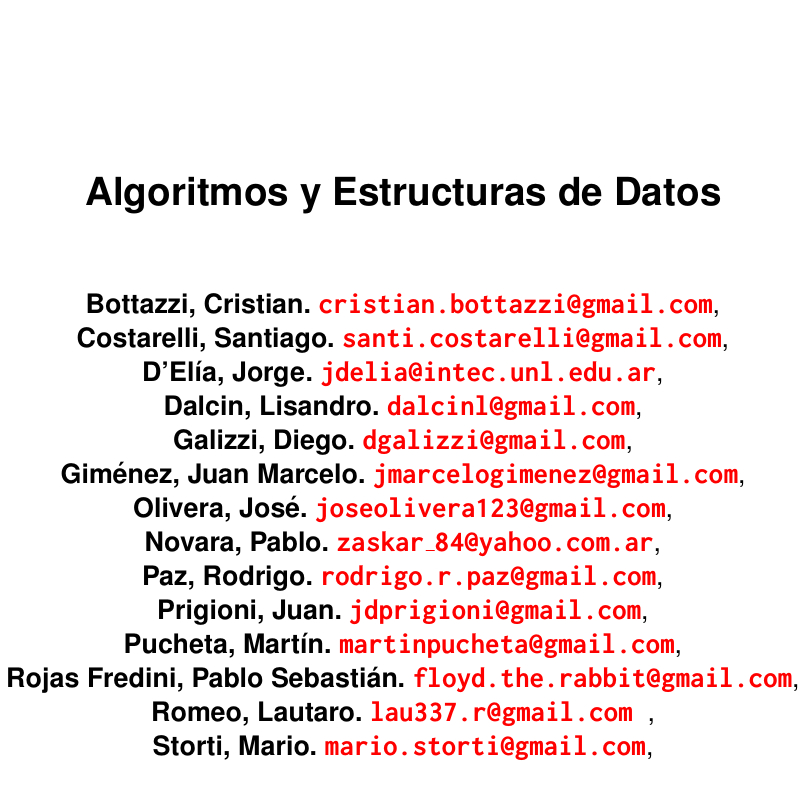 Algoritmos y Estructuras de Datos
Bottazzi, Cristian. cristian.bottazzi@gmail.com,
Costarelli, Santiago. santi.costarelli@gmail.com,
D’Elía, Jorge. jdelia@intec.unl.edu.ar,
Dalcin, Lisandro. dalcinl@gmail.com,
Galizzi, Diego. dgalizzi@gmail.com,
Giménez, Juan Marcelo. jmarcelogimenez@gmail.com,
Olivera, José. joseolivera123@gmail.com,
Novara, Pablo. zaskar_84@yahoo.com.ar,
Paz, Rodrigo. rodrigo.r.paz@gmail.com,
Prigioni, Juan. jdprigioni@gmail.com,
Pucheta, Martín. martinpucheta@gmail.com,
Rojas Fredini, Pablo Sebastián. floyd.the.rabbit@gmail.com,
Romeo, Lautaro. lau337.r@gmail.com ,
Storti, Mario. mario.storti@gmail.com,